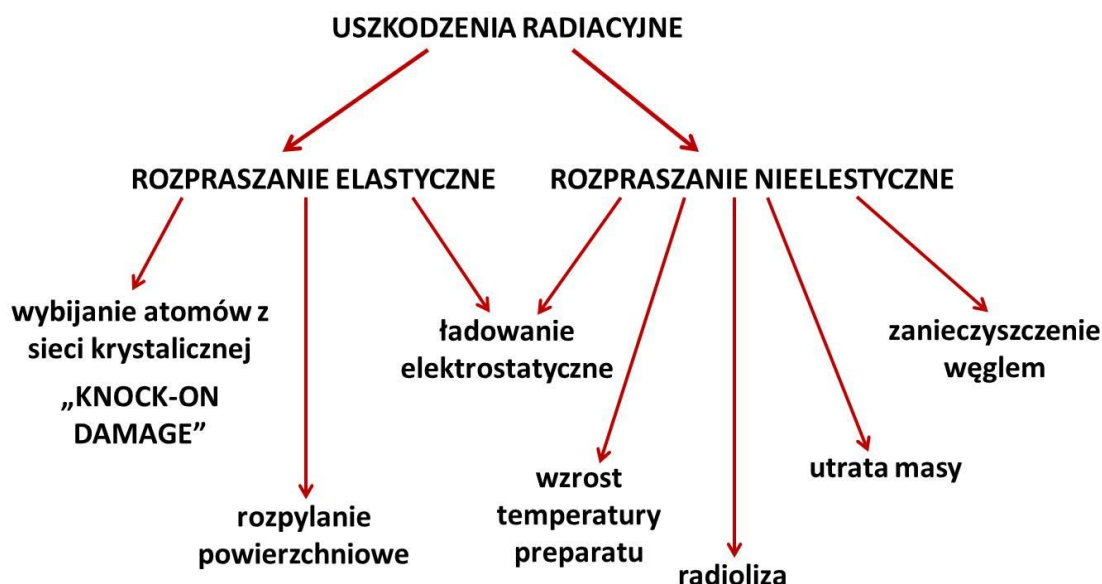 USZKODZENIA RADIACYJNE
ROZPRASZANIE ELASTYCZNE
ROZPRASZANIE NIEELESTYCZNE
wybijanie atomów z
sieci krystalicznej
„KNOCK-ON
DAMAGE”
rozpylanie
powierzchniowe
ładowanie
elektrostatyczne
wzrost
temperatury
preparatu
radioliza
utrata masy
zanieczyszczenie
węglem